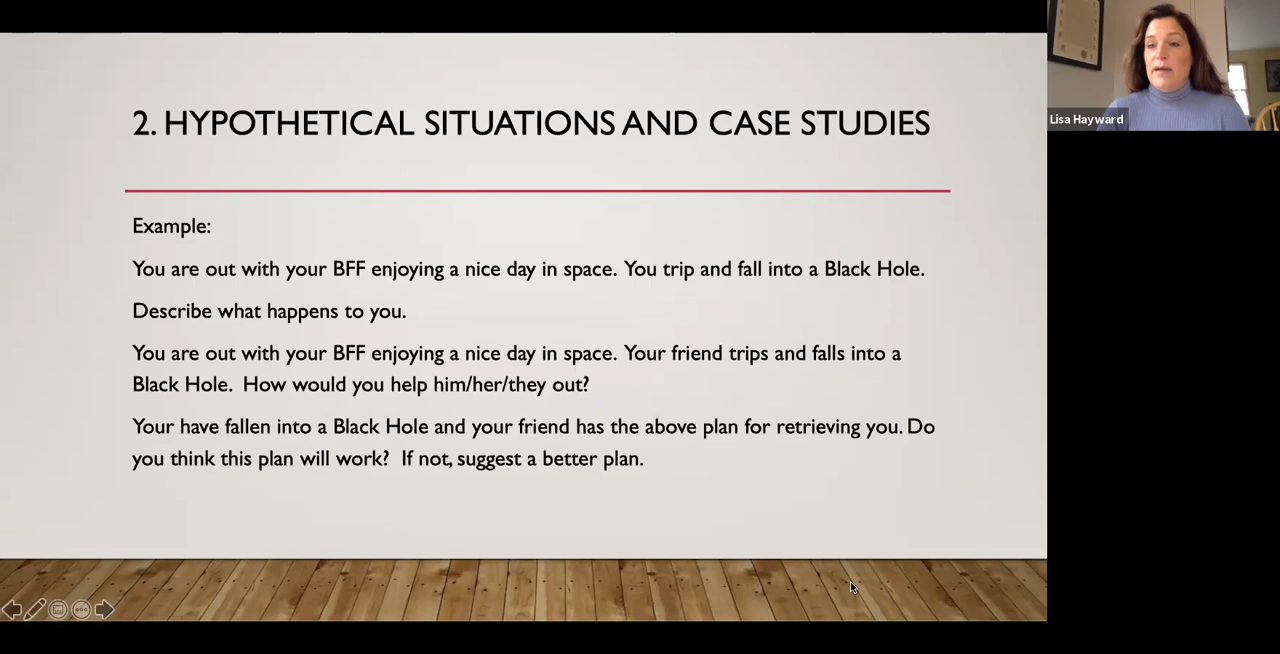 2. HYPOTHETICAL SITUATIONS AND CASE STUDIES
Example:
You are out with your BFF enjoying a nice day in space. You trip and fall into a Black Hole.
Describe what happens to you.
You are out with your BFF enjoying a nice day in space. Your friend trips and falls into a
Black Hole. How would you help him/her/they out?
Your have fallen into a Black Hole and your friend has the above plan for retrieving you. Do
you think this plan will work? If not, suggest a better plan.
Lisa Hayward